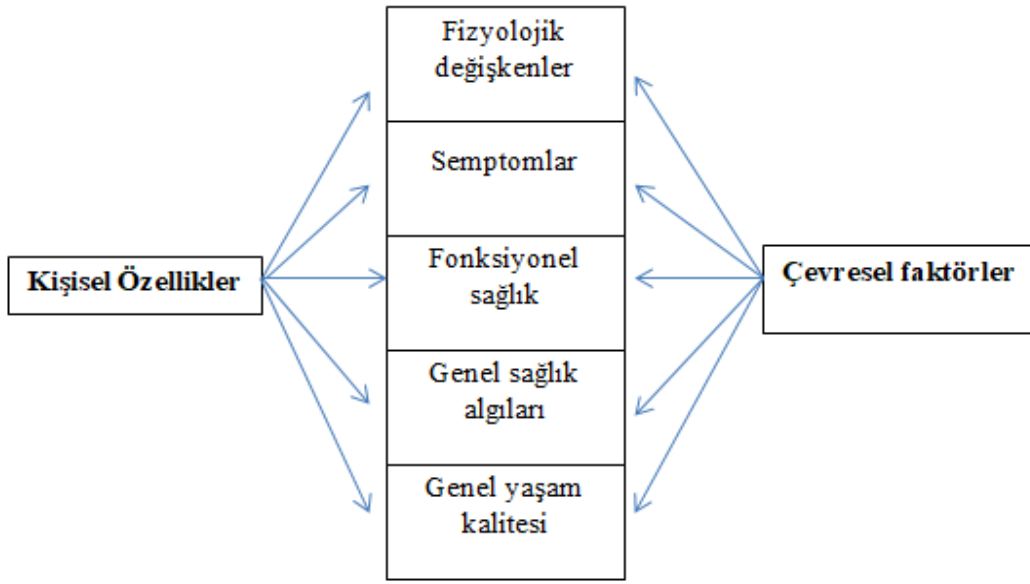 Fizyolojik
değişkenler
Semptomlar
Kişisel Özellikler
Fonksiyonel
sağlık
Çevresel faktörler
Genel sağlık
algıları
Genel yaşam
kalitesi